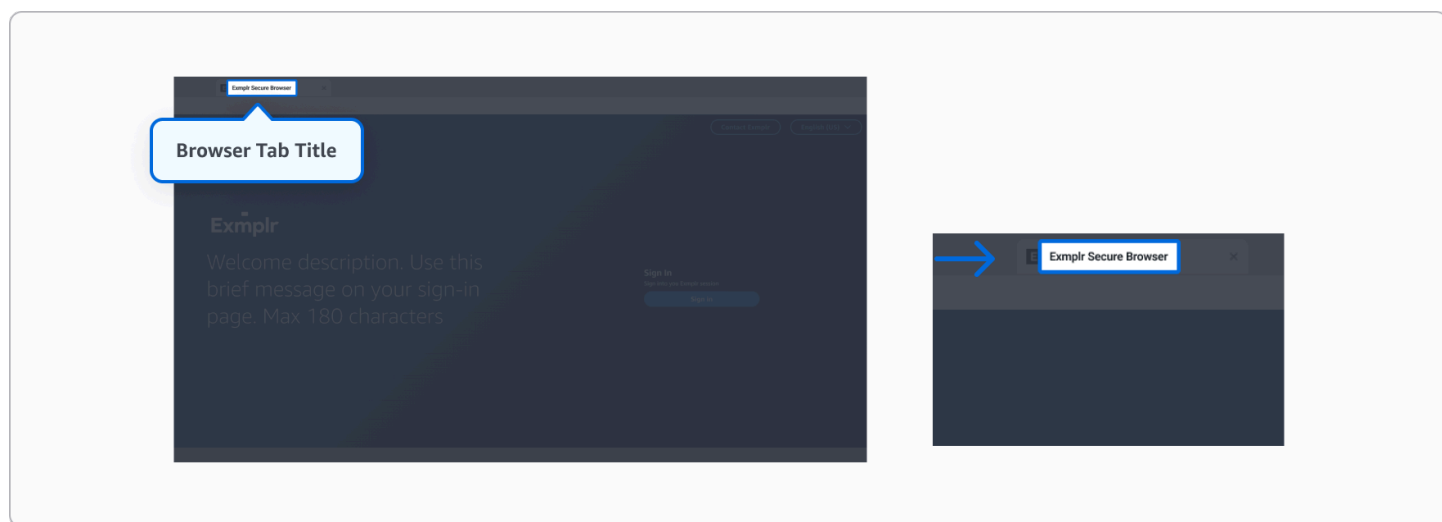 Exmplr Secure Browser
Browser Tab Title
Exmplr
Welcome description. Use this
brief message on your sign-in
page. Max 180 characters
Sign In
Sign In
E Exmplr Secure Browser